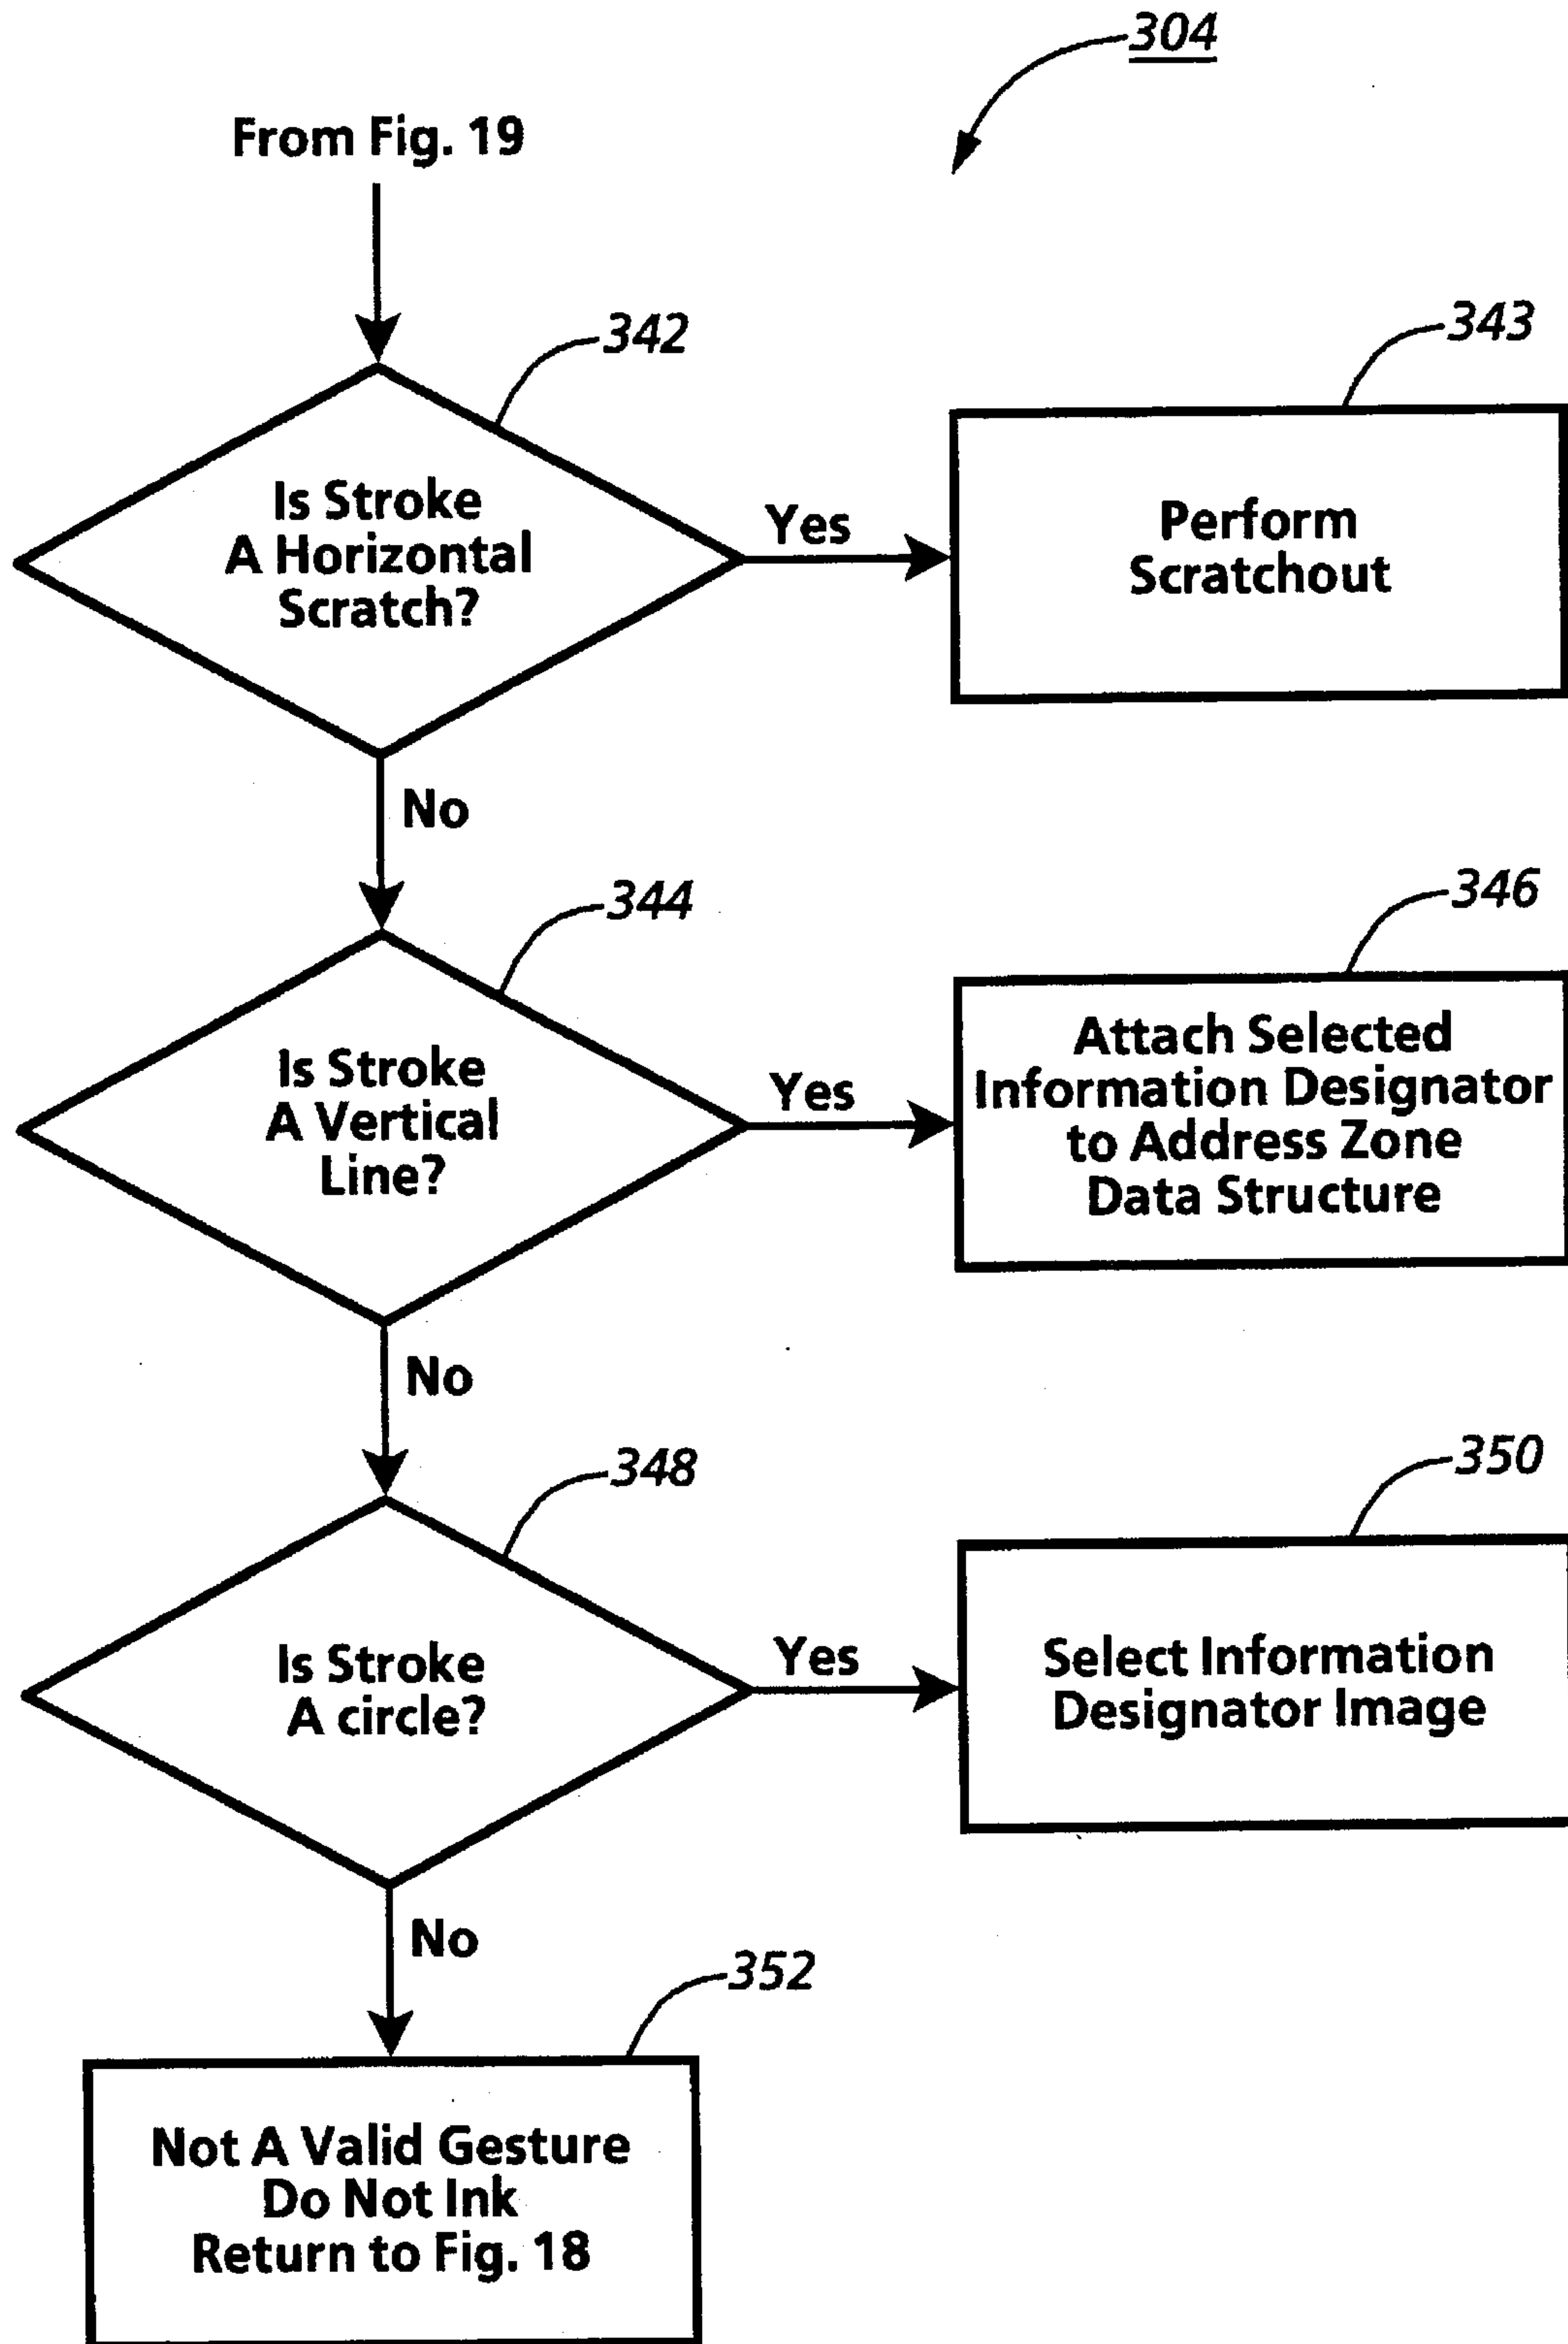 304
From Fig. 19
342
343
Is Stroke
A Horizontal
Scratch?
Yes
Perform
Scratchout
No
344
346
Is Stroke
A Vertical
Line?
Yes
Attach Selected
Information Designator
to Address Zone
Data Structure
No
348
350
Is Stroke
A circle?
Yes
Select Information
Designator Image
No
352
Not A Valid Gesture
Do Not Ink
Return to Fig. 18